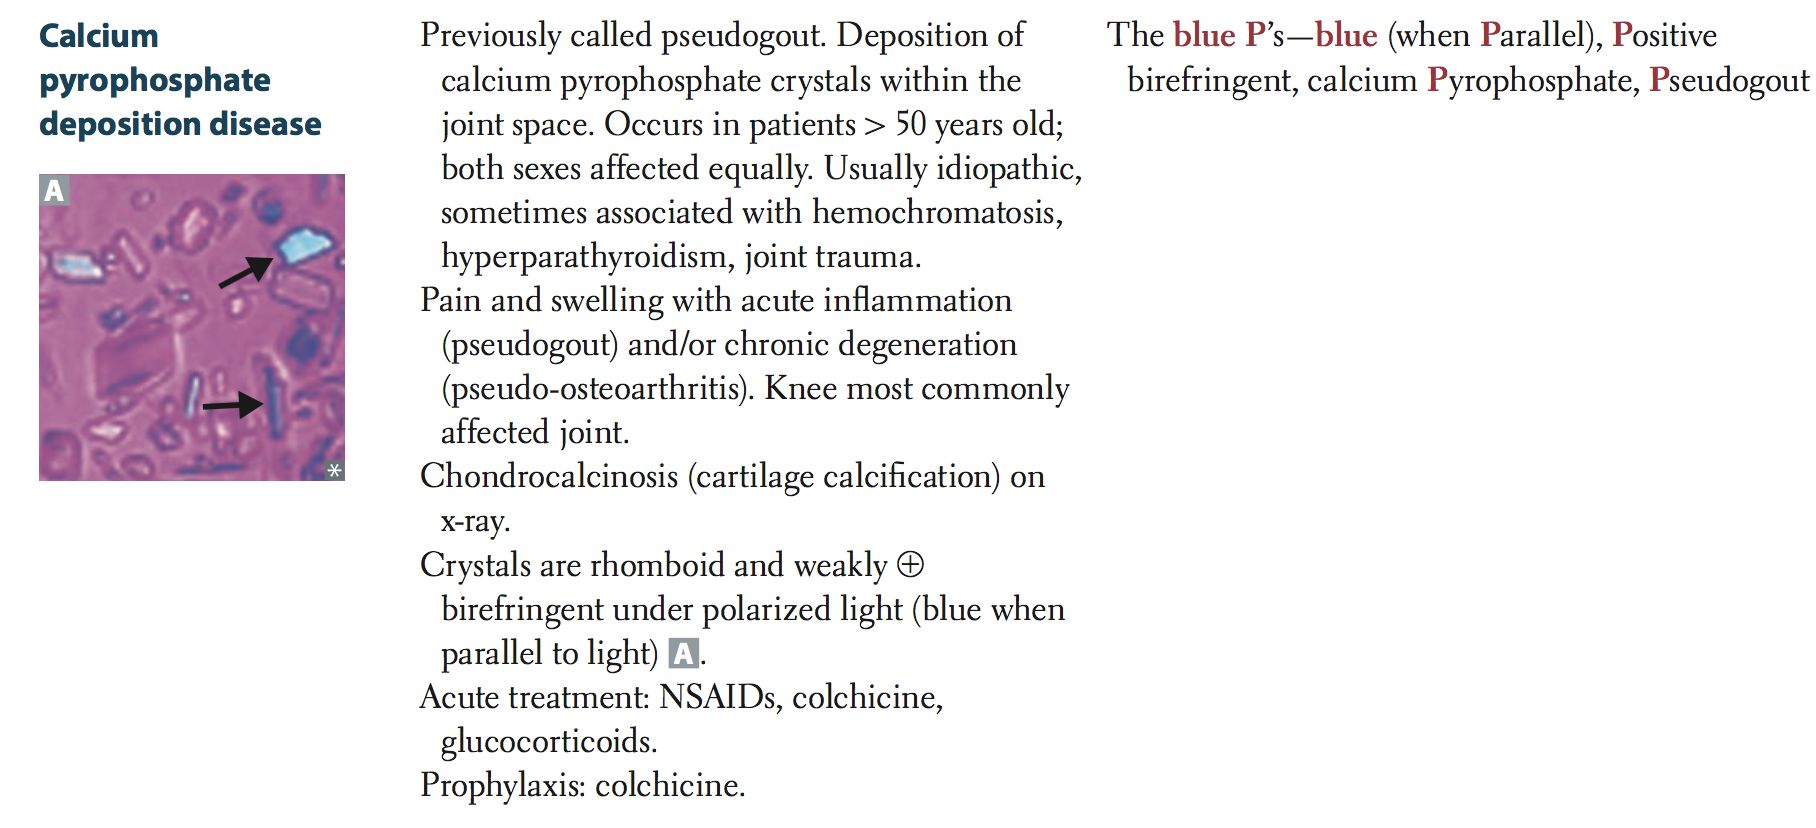 Calcium
pyrophosphate
deposition disease
A
*
Previously called pseudogout. Deposition of
calcium pyrophosphate crystals within the
joint space. Occurs in patients > 50 years old;
both sexes affected equally. Usually idiopathic,
sometimes associated with hemochromatosis,
hyperparathyroidism, joint trauma.
Pain and swelling with acute inflammation
(pseudogout) and/or chronic degeneration
(pseudo-osteoarthritis). Knee most commonly
affected joint.
Chondrocalcinosis (cartilage calcification) on
x-ray.
Crystals are rhomboid and weakly ⊕
birefringent under polarized light (blue when
parallel to light) A.
Acute treatment: NSAIDs, colchicine,
glucocorticoids.
Prophylaxis: colchicine.
The blue P’s—blue (when Parallel), Positive
birefringent, calcium Pyrophosphate, Pseudogout